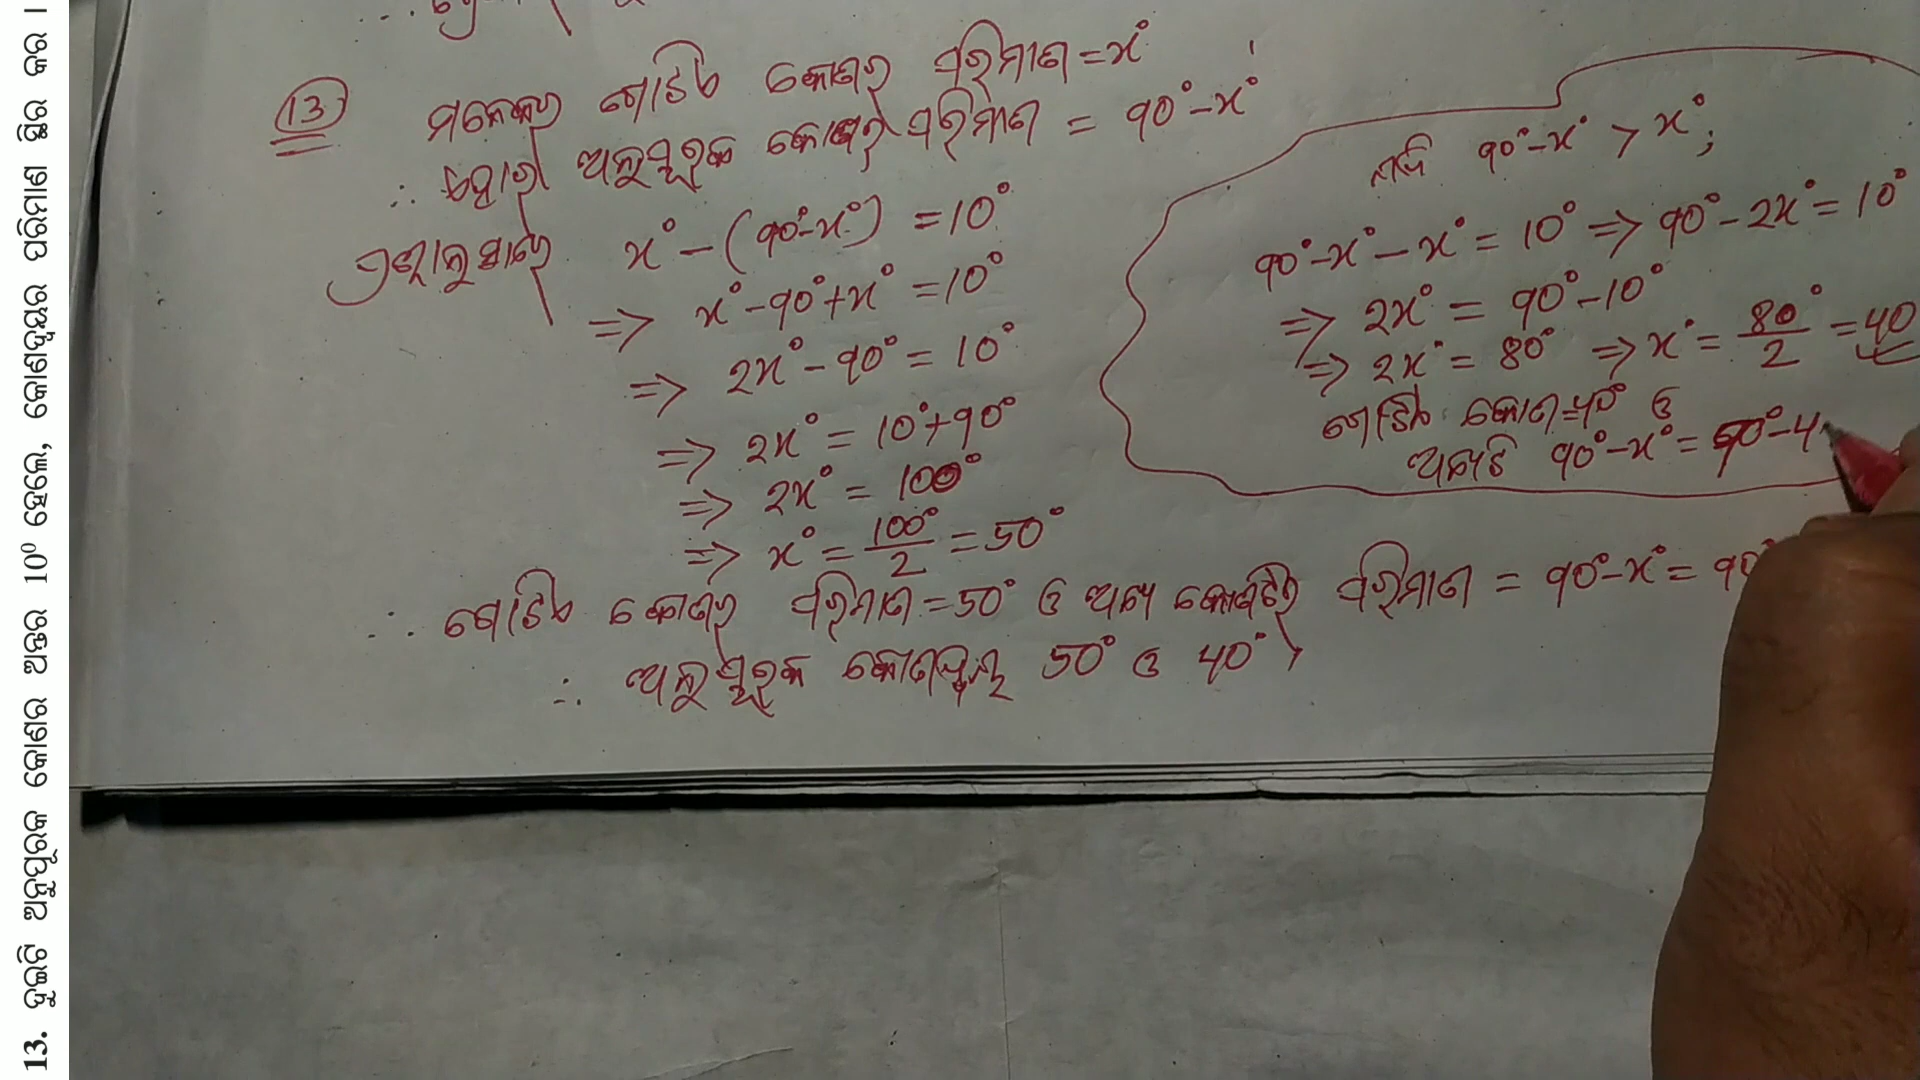 13. ଦୁଇଟି ଅନୁପୂରକ କୋଣର ଅନ୍ତର 10⁰ ହେଲେ, କୋଣଦ୍ୱୟର ପରିମାଣ ସ୍ଥିର କର ।
(13) ମନେକର ଗୋଟିଏ କୋଣର ପରିମାଣ = x°
∴ ଏହାର ଅନୁପୂରକ କୋଣର ପରିମାଣ = 90° - x°
ପ୍ରଶ୍ନାନୁସାରେ x° - (90° - x°) = 10°
⇒ x° - 90° + x° = 10°
⇒ 2x° - 90° = 10°
⇒ 2x° = 10° + 90°
⇒ 2x° = 100°
⇒ x° = 100°/2 = 50°
∴ ଗୋଟିଏ କୋଣର ପରିମାଣ = 50° ଓ ଅନ୍ୟ କୋଣଟିର ପରିମାଣ = 90° - x° = 90°
∴ ଅନୁପୂରକ କୋଣଦ୍ୱୟ 50° ଓ 40°
ଯଦି 90° - x° > x°;
90° - x° - x° = 10° ⇒ 90° - 2x° = 10°
⇒ 2x° = 90° - 10°
⇒ 2x° = 80° ⇒ x° = 80°/2 = 40
ଗୋଟିଏ କୋଣ = 40° ଓ
ଅନ୍ୟଟି 90° - x° = 90° - 4